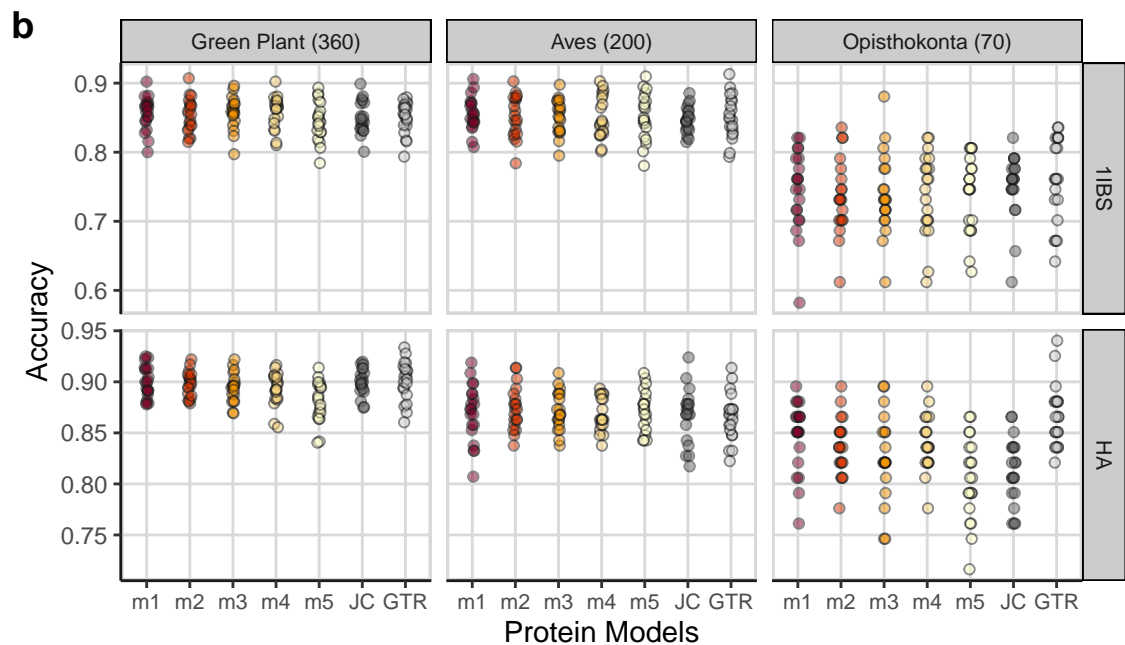 b
Green Plant (360) Aves (200) Opisthokonta (70)
0.9
0.8
0.7
0.6
1IBS
Accuracy
0.95
0.90
0.85
0.80
0.75
HA
m1 m2 m3 m4 m5 JC GTR m1 m2 m3 m4 m5 JC GTR m1 m2 m3 m4 m5 JC GTR
Protein Models